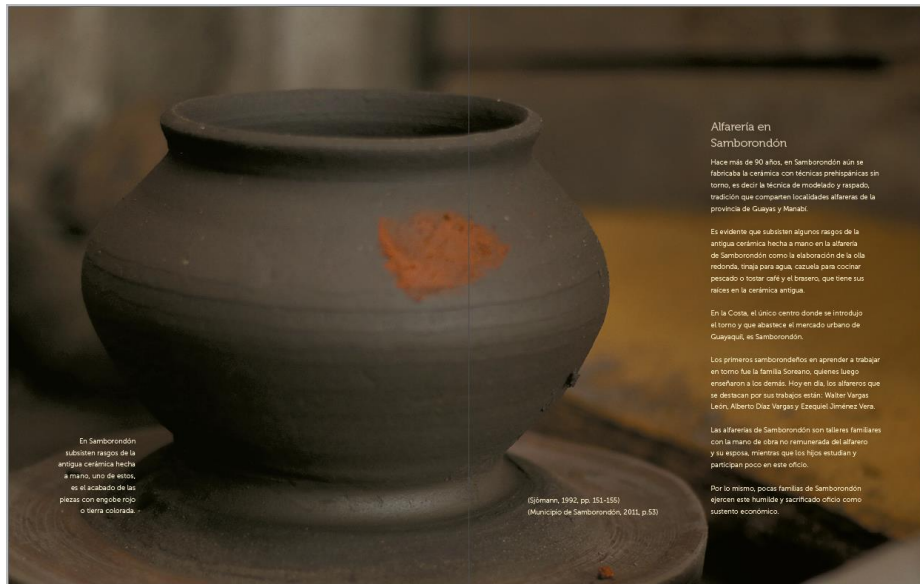 Alfarería en
Samborondón
Hace más de 90 años, en Samborondón aún se
fabricaba la cerámica con técnicas prehispánicas sin
torno, es decir la técnica de modelado y raspado,
tradición que comparten localidades alfareras de la
provincia de Guayas y Manabí.
Es evidente que subsisten algunos rasgos de la
antigua cerámica hecha a mano en la alfarería
de Samborondón como la elaboración de la olla
redonda, tinaja para agua, cazuela para cocinar
pescado o tostar café y el brasero, que tiene sus
raíces en la cerámica antigua.
En la Costa, el único centro donde se introdujo
el torno y que abastece el mercado urbano de
Guayaquil, es Samborondón.
Los primeros samborondeños en aprender a trabajar
en torno fue la familia Soreano, quienes luego
enseñaron a los demás. Hoy en día, los alfareros que
se destacan por sus trabajos están: Walter Vargas
León, Alberto Díaz Vargas y Ezequiel Jiménez Vera.
Las alfarerías de Samborondón son talleres familiares
con la mano de obra no remunerada del alfarero
y su esposa, mientras que los hijos estudian y
participan poco en este oficio.
Por lo mismo, pocas familias de Samborondón
ejercen este humilde y sacrificado oficio como
sustento económico.
En Samborondón
subsisten rasgos de la
antigua cerámica hecha
a mano, uno de estos,
es el acabado de las
piezas con engobe rojo
o tierra colorada.
(Sjömann, 1992, pp. 151-155)
(Municipio de Samborondón, 2011, p.53)